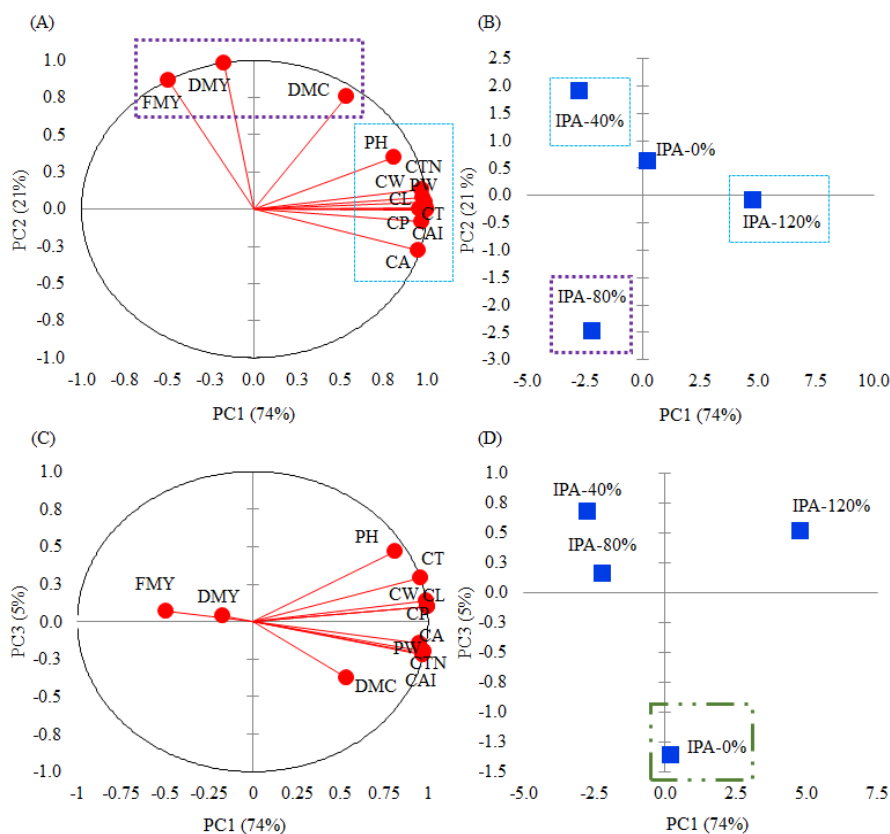 (A)
1.0
0.8
0.5
0.3
0.0
-0.3
-0.5
-0.8
-1.0
PC2 (21%)
FMY
DMY
DMC
PH
CTN
CW
PW
CL
CT
CP
CAI
CA
-1.0
-0.8
-0.5
-0.3
0.0
0.3
0.5
0.8
1.0
PC1 (74%)
(B)
2.5
2.0
1.5
1.0
0.5
0.0
-0.5
-1.0
-1.5
-2.0
-2.5
-3.0
PC2 (21 %)
IPA-40%
IPA-0%
IPA-120%
IPA-80%
-5.0
-2.5
0.0
2.5
5.0
7.5
10.0
PC1 (74%)
(C)
1.0
0.8
0.5
0.3
0.0
-0.3
-0.5
-0.8
-1.0
PC3 (5%)
PH
CT
FMY
DMY
CW
CL
CP
CA
PW
CTN
CAI
DMC
-1
-0.75
-0.5
-0.25
0
0.25
0.5
0.75
1
PC1 (74%)
(D)
1.0
0.8
0.5
0.3
0.0
-0.3
-0.5
-0.8
-1.0
-1.3
-1.5
PC3 (5%)
IPA-40%
IPA-120%
IPA-80%
IPA-0%
-5.0
-2.5
0.0
2.5
5.0
7.5
PC1 (74%)